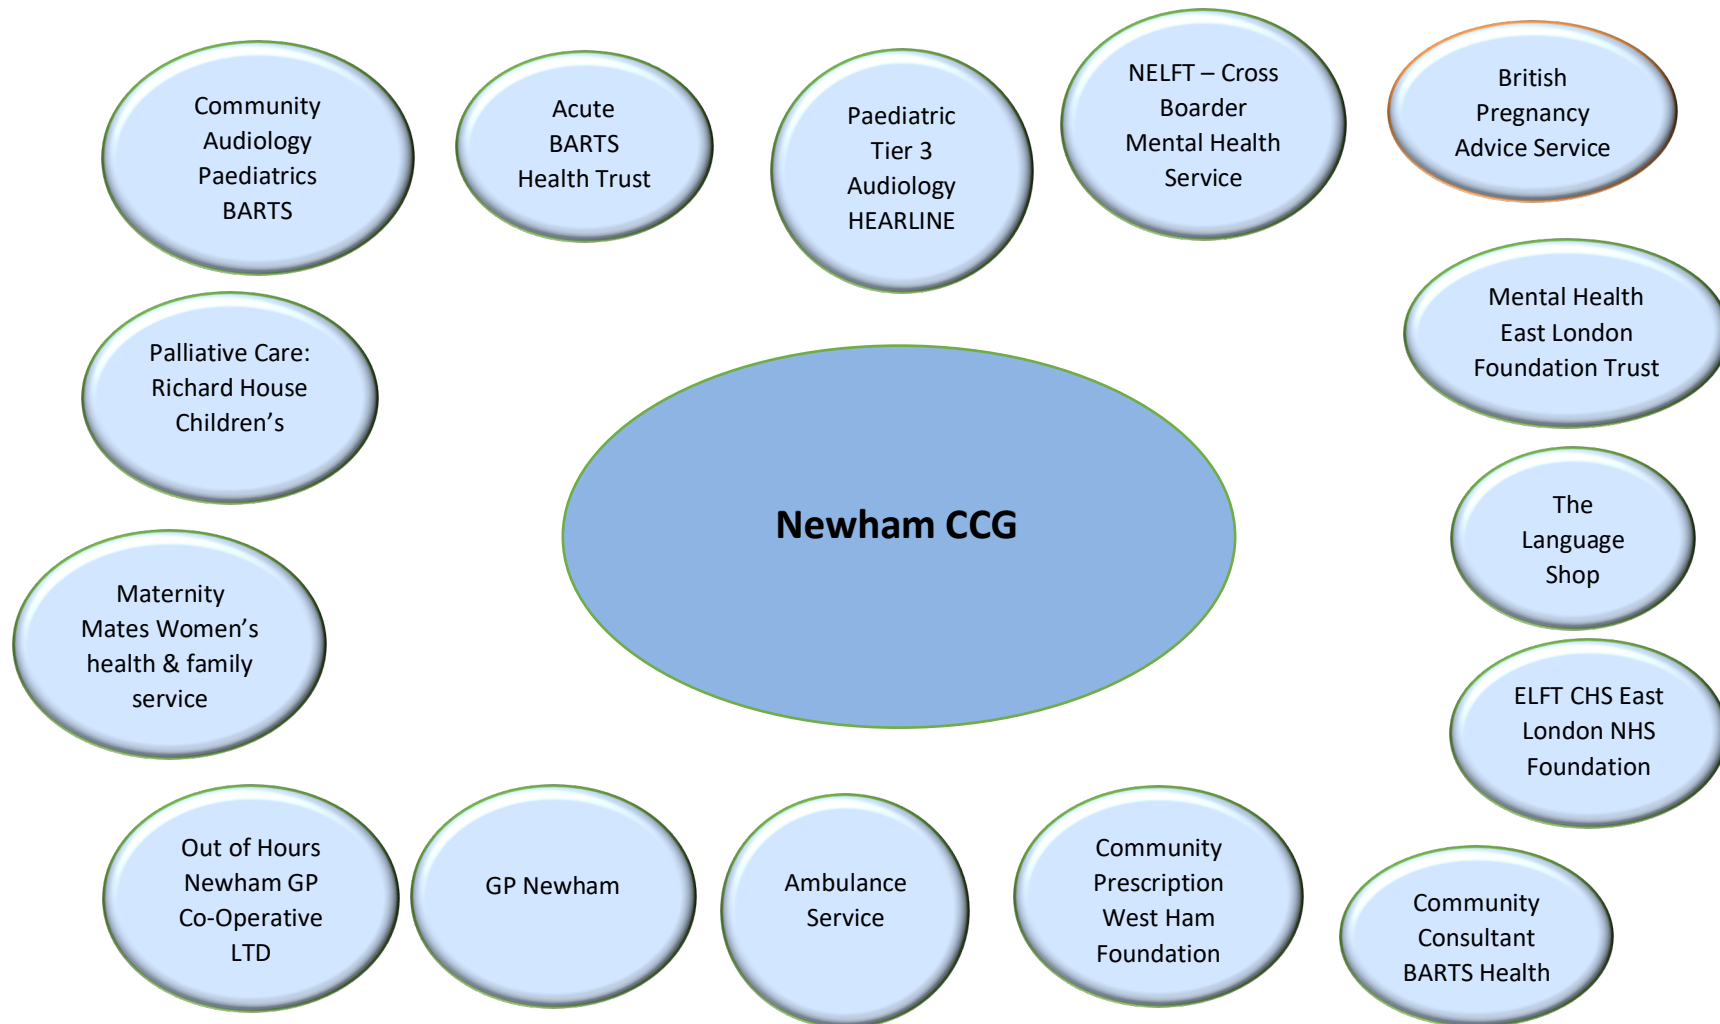 Community
Audiology
Paediatrics
BARTS
Acute
BARTS
Health Trust
Paediatric
Tier 3
Audiology
HEARLINE
NELFT – Cross
Boarder
Mental Health
Service
British
Pregnancy
Advice Service
Palliative Care:
Richard House
Children’s
Mental Health
East London
Foundation Trust
Newham CCG
The
Language
Shop
Maternity
Mates Women’s
health & family
service
ELFT CHS East
London NHS
Foundation
Out of Hours
Newham GP
Co-Operative
LTD
GP Newham
Ambulance
Service
Community
Prescription
West Ham
Foundation
Community
Consultant
BARTS Health